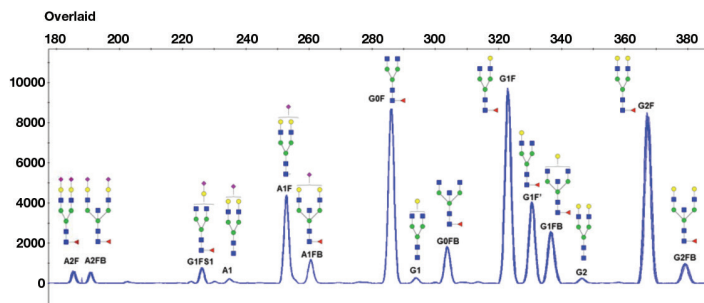 Overlaid
180 200 220 240 260 280 300 320 340 360 380
10000
8000
6000
4000
2000
00
A2F
A2FB
G1FS1
A1
A1F
A1FB
G0F
G1
G0FB
G1F
G1F'
G1FB
G2
G2F
G2FB